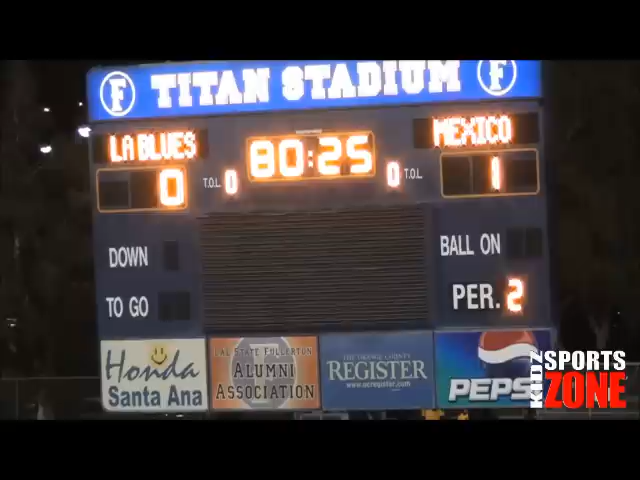 F TITAN STADIUM F
LA BLUES
MEXICO
80:25
0 T.O.L 0 0 T.O.L 1
DOWN
BALL ON
TO GO
PER. 2
Honda
Santa Ana
CAL STATE FULLERTON
ALUMNI
ASSOCIATION
THE ORANGE COUNTY
REGISTER
www.ocregister.com
PEPSI
KIDZ SPORTS
ZONE